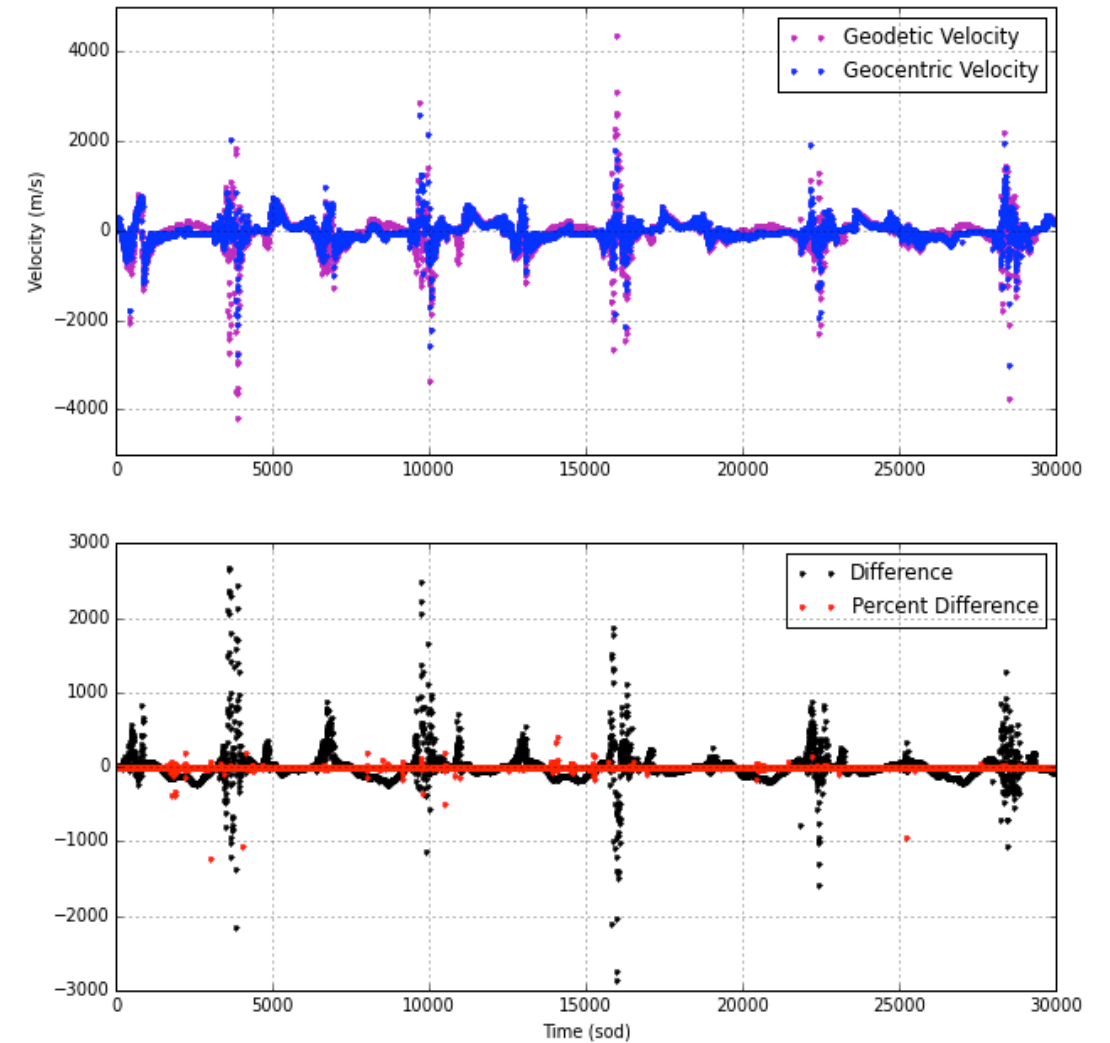 4000
2000
0
−2000
−4000
Velocity (m/s)
Geodetic Velocity
Geocentric Velocity
0 5000 10000 15000 20000 25000 30000
3000
2000
1000
0
−1000
−2000
−3000
Difference
Percent Difference
0 5000 10000 15000 20000 25000 30000
Time (sod)